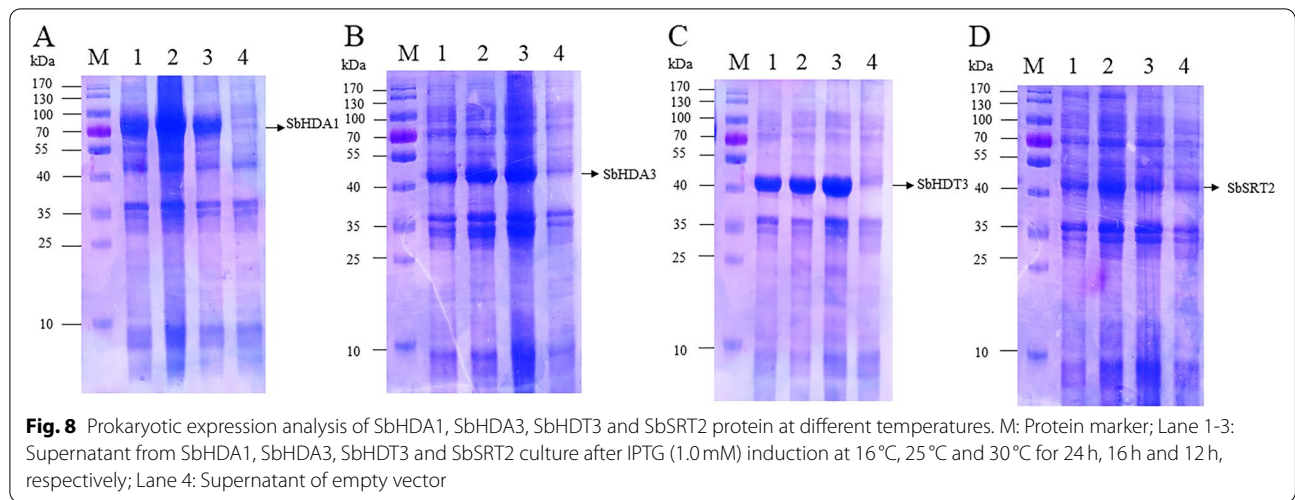 A
kDa
M 1 2 3 4
170
130
100
70
55
40
35
25
10
SbHDA1
B
kDa
M 1 2 3 4
170
130
100
70
55
40
35
25
10
SbHDA3
C
kDa
M 1 2 3 4
170
130
100
70
55
40
35
25
10
SbHDT3
D
kDa
M 1 2 3 4
170
130
100
70
55
40
35
25
10
SbSRT2
Fig. 8 Prokaryotic expression analysis of SbHDA1, SbHDA3, SbHDT3 and SbSRT2 protein at different temperatures. M: Protein marker; Lane 1-3:
Supernatant from SbHDA1, SbHDA3, SbHDT3 and SbSRT2 culture after IPTG (1.0 mM) induction at 16 °C, 25 °C and 30 °C for 24 h, 16 h and 12 h,
respectively; Lane 4: Supernatant of empty vector